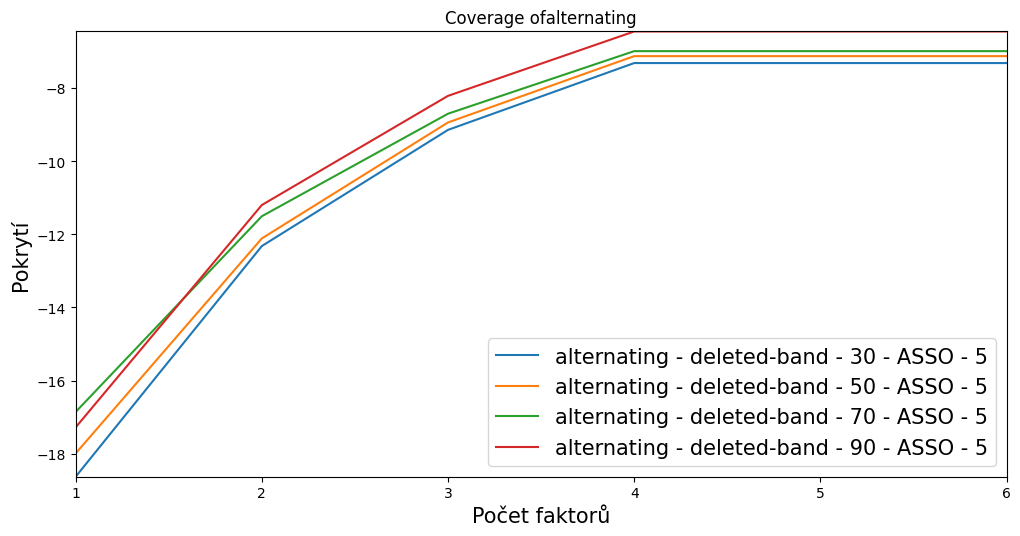 Coverage ofalternating
Pokrytí
−8
−10
−12
−14
−16
−18
alternating - deleted-band - 30 - ASSO - 5
alternating - deleted-band - 50 - ASSO - 5
alternating - deleted-band - 70 - ASSO - 5
alternating - deleted-band - 90 - ASSO - 5
1 2 3 4 5 6
Počet faktorů